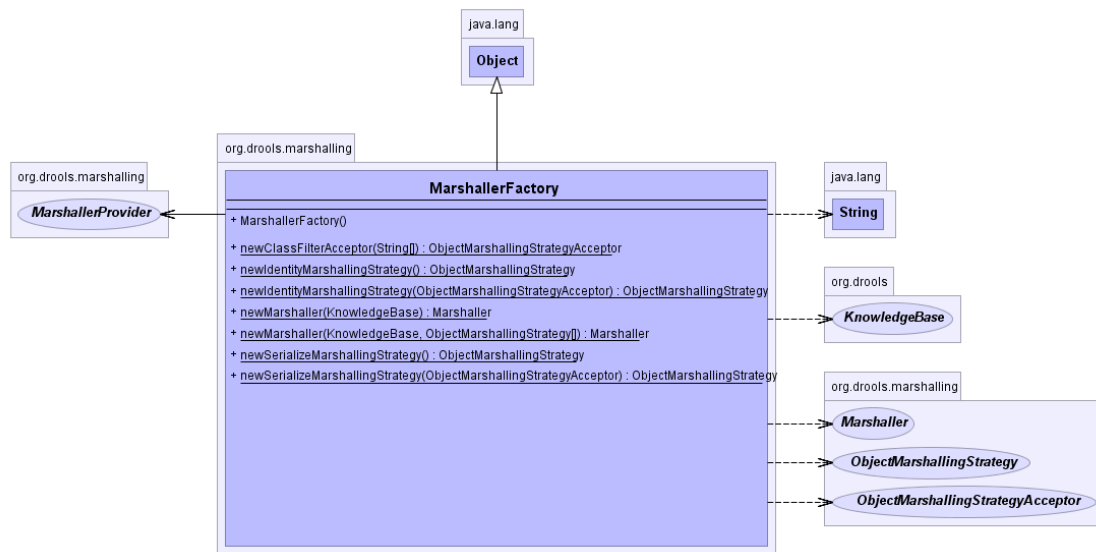 java.lang
Object
org.drools.marshalling
MarshallerFactory
+ MarshallerFactory()
+ newClassFilterAcceptor(String[]) : ObjectMarshallingStrategyAcceptor
+ newIdentityMarshallingStrategy() : ObjectMarshallingStrategy
+ newIdentityMarshallingStrategy(ObjectMarshallingStrategyAcceptor) : ObjectMarshallingStrategy
+ newMarshaller(KnowledgeBase) : Marshaller
+ newMarshaller(KnowledgeBase, ObjectMarshallingStrategy[]) : Marshaller
+ newSerializeMarshallingStrategy() : ObjectMarshallingStrategy
+ newSerializeMarshallingStrategy(ObjectMarshallingStrategyAcceptor) : ObjectMarshallingStrategy
org.drools.marshalling
MarshallerProvider
java.lang
String
org.drools
KnowledgeBase
org.drools.marshalling
Marshaller
ObjectMarshallingStrategy
ObjectMarshallingStrategyAcceptor